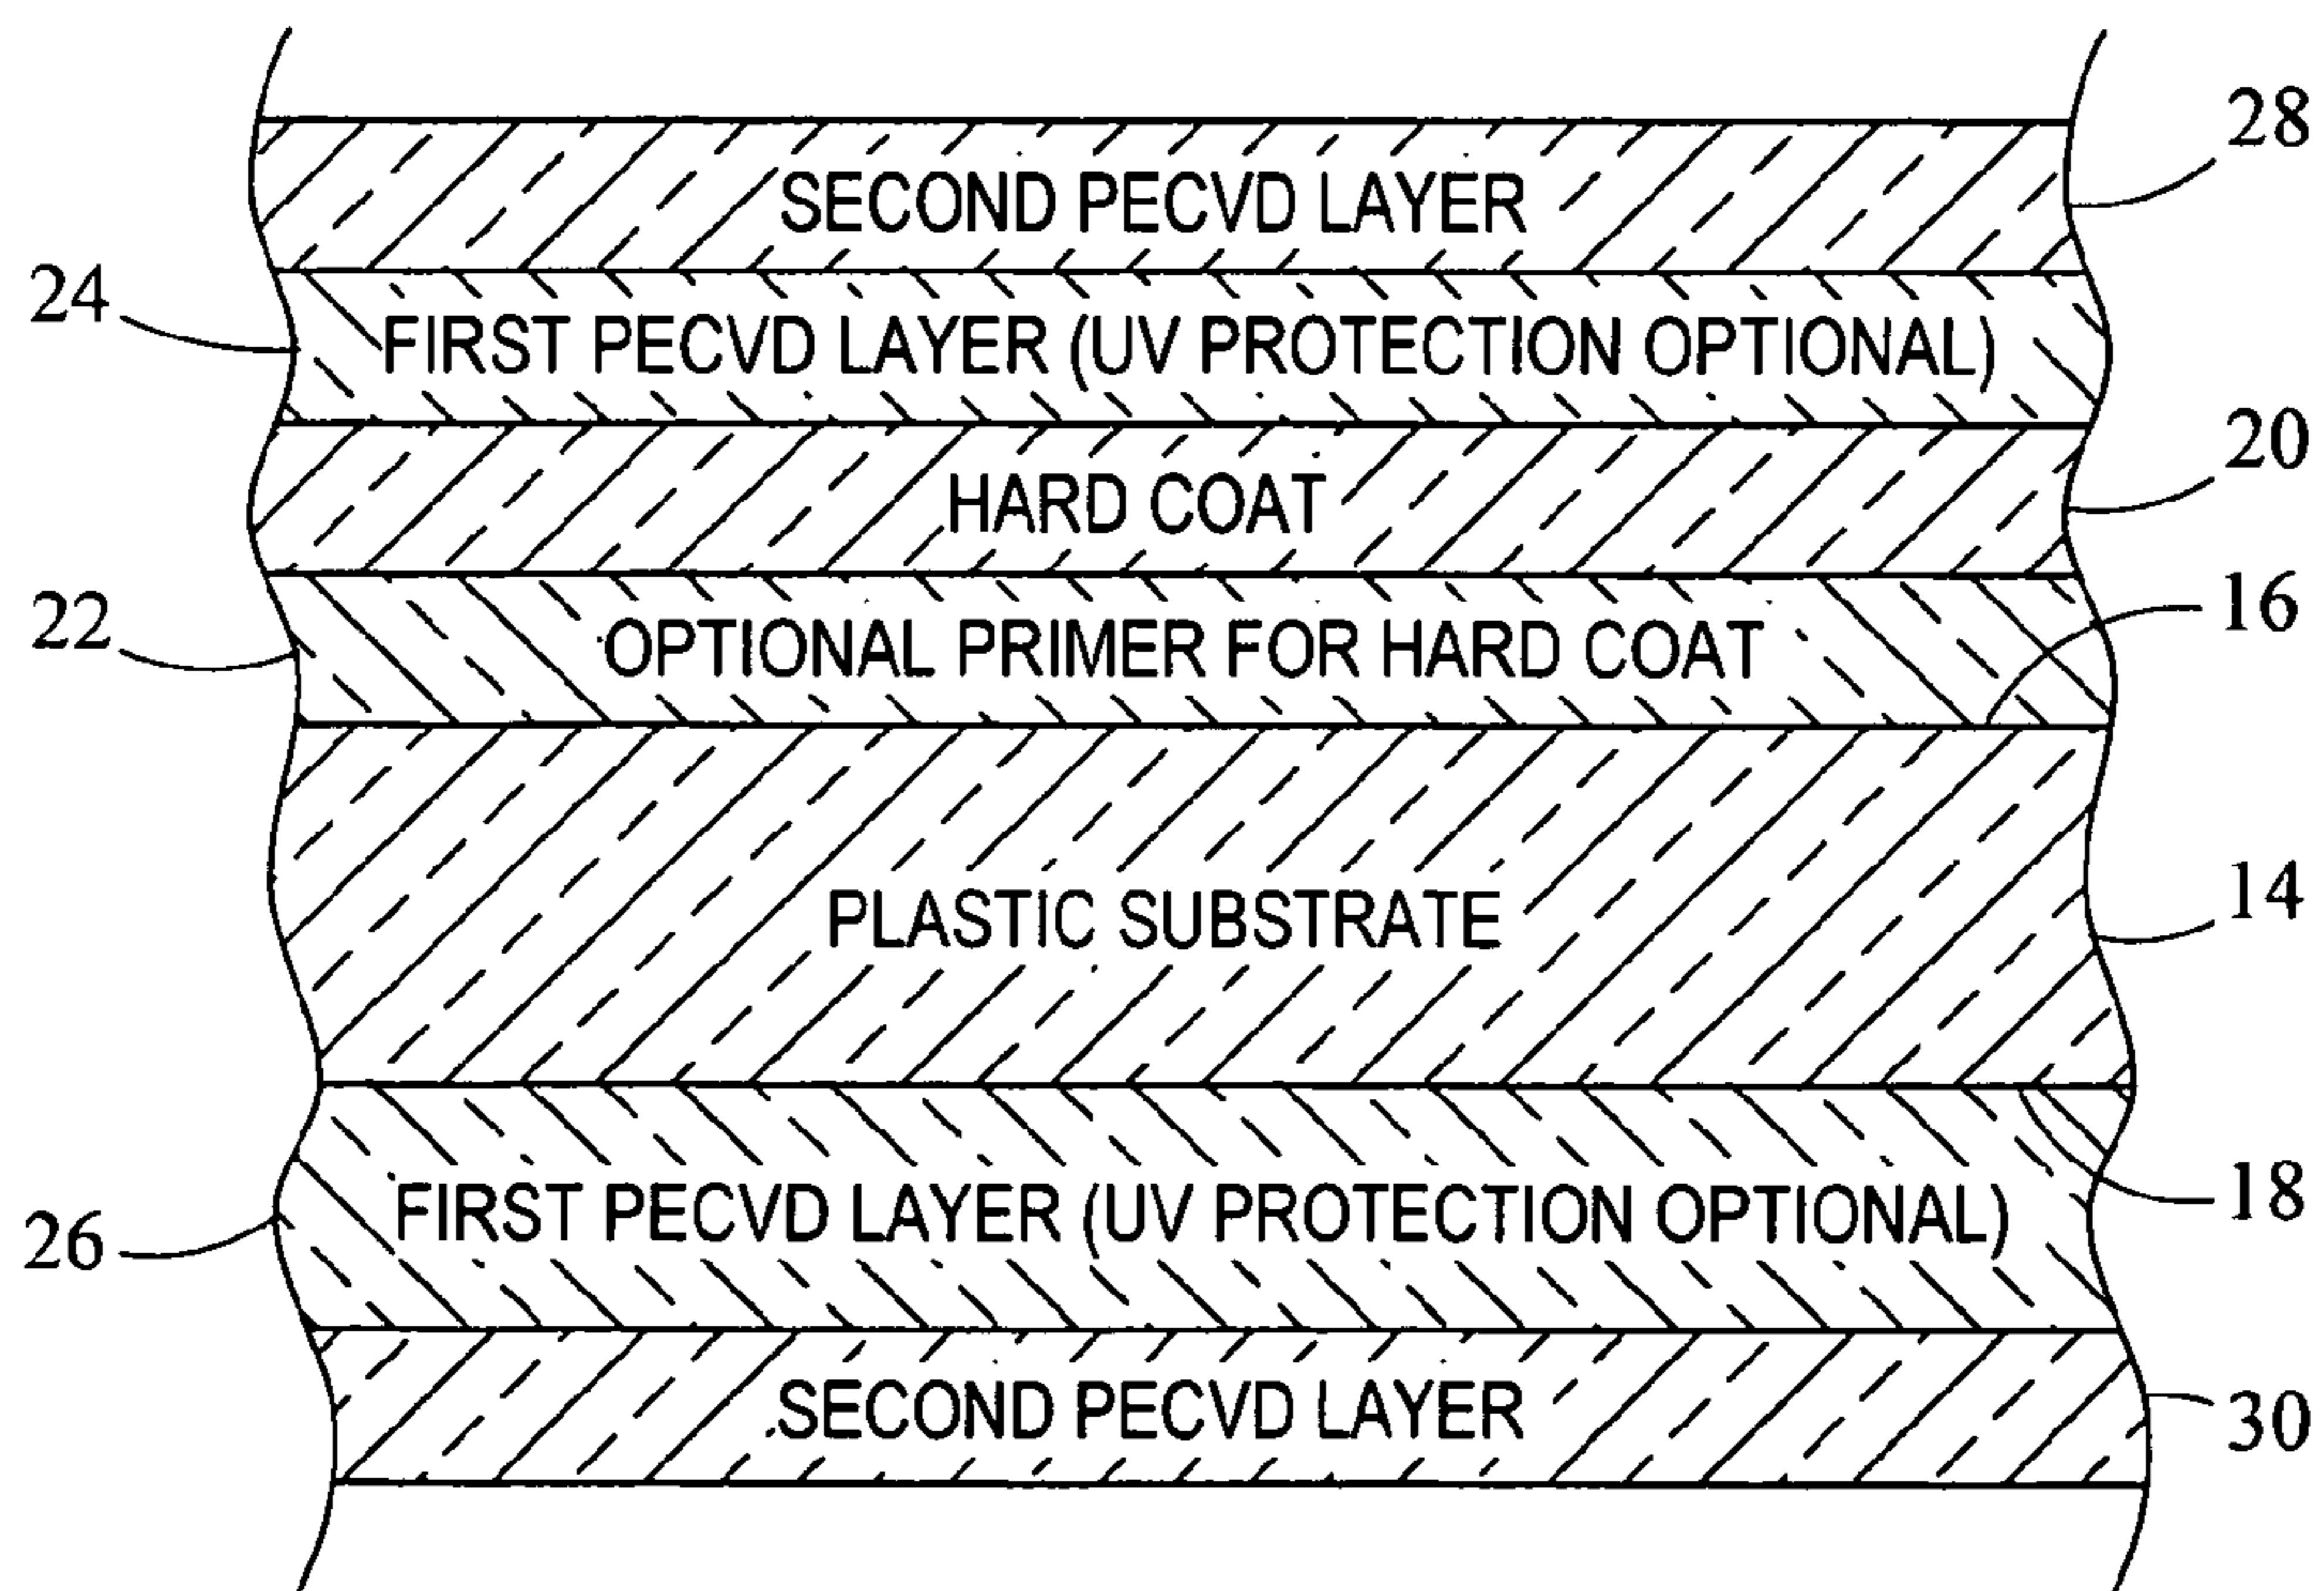 28
SECOND PECVD LAYER
24
FIRST PECVD LAYER (UV PROTECTION OPTIONAL)
20
HARD COAT
16
22
OPTIONAL PRIMER FOR HARD COAT
14
PLASTIC SUBSTRATE
18
FIRST PECVD LAYER (UV PROTECTION OPTIONAL)
26
SECOND PECVD LAYER
30